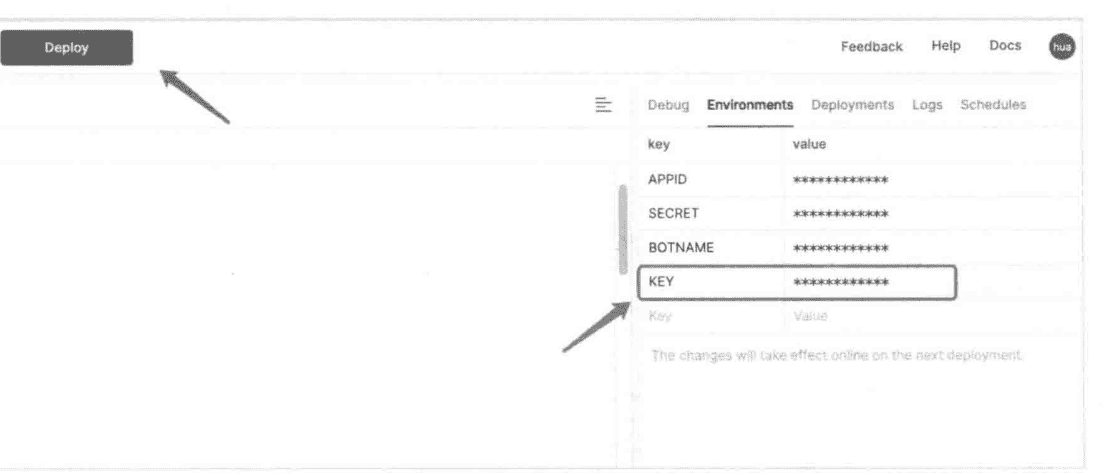 Deploy
Feedback Help Docs hua
Debug Environments Deployments Logs Schedules
key value
APPID ************
SECRET ************
BOTNAME ************
KEY ************
Key Value
The changes will take effect online on the next deployment.